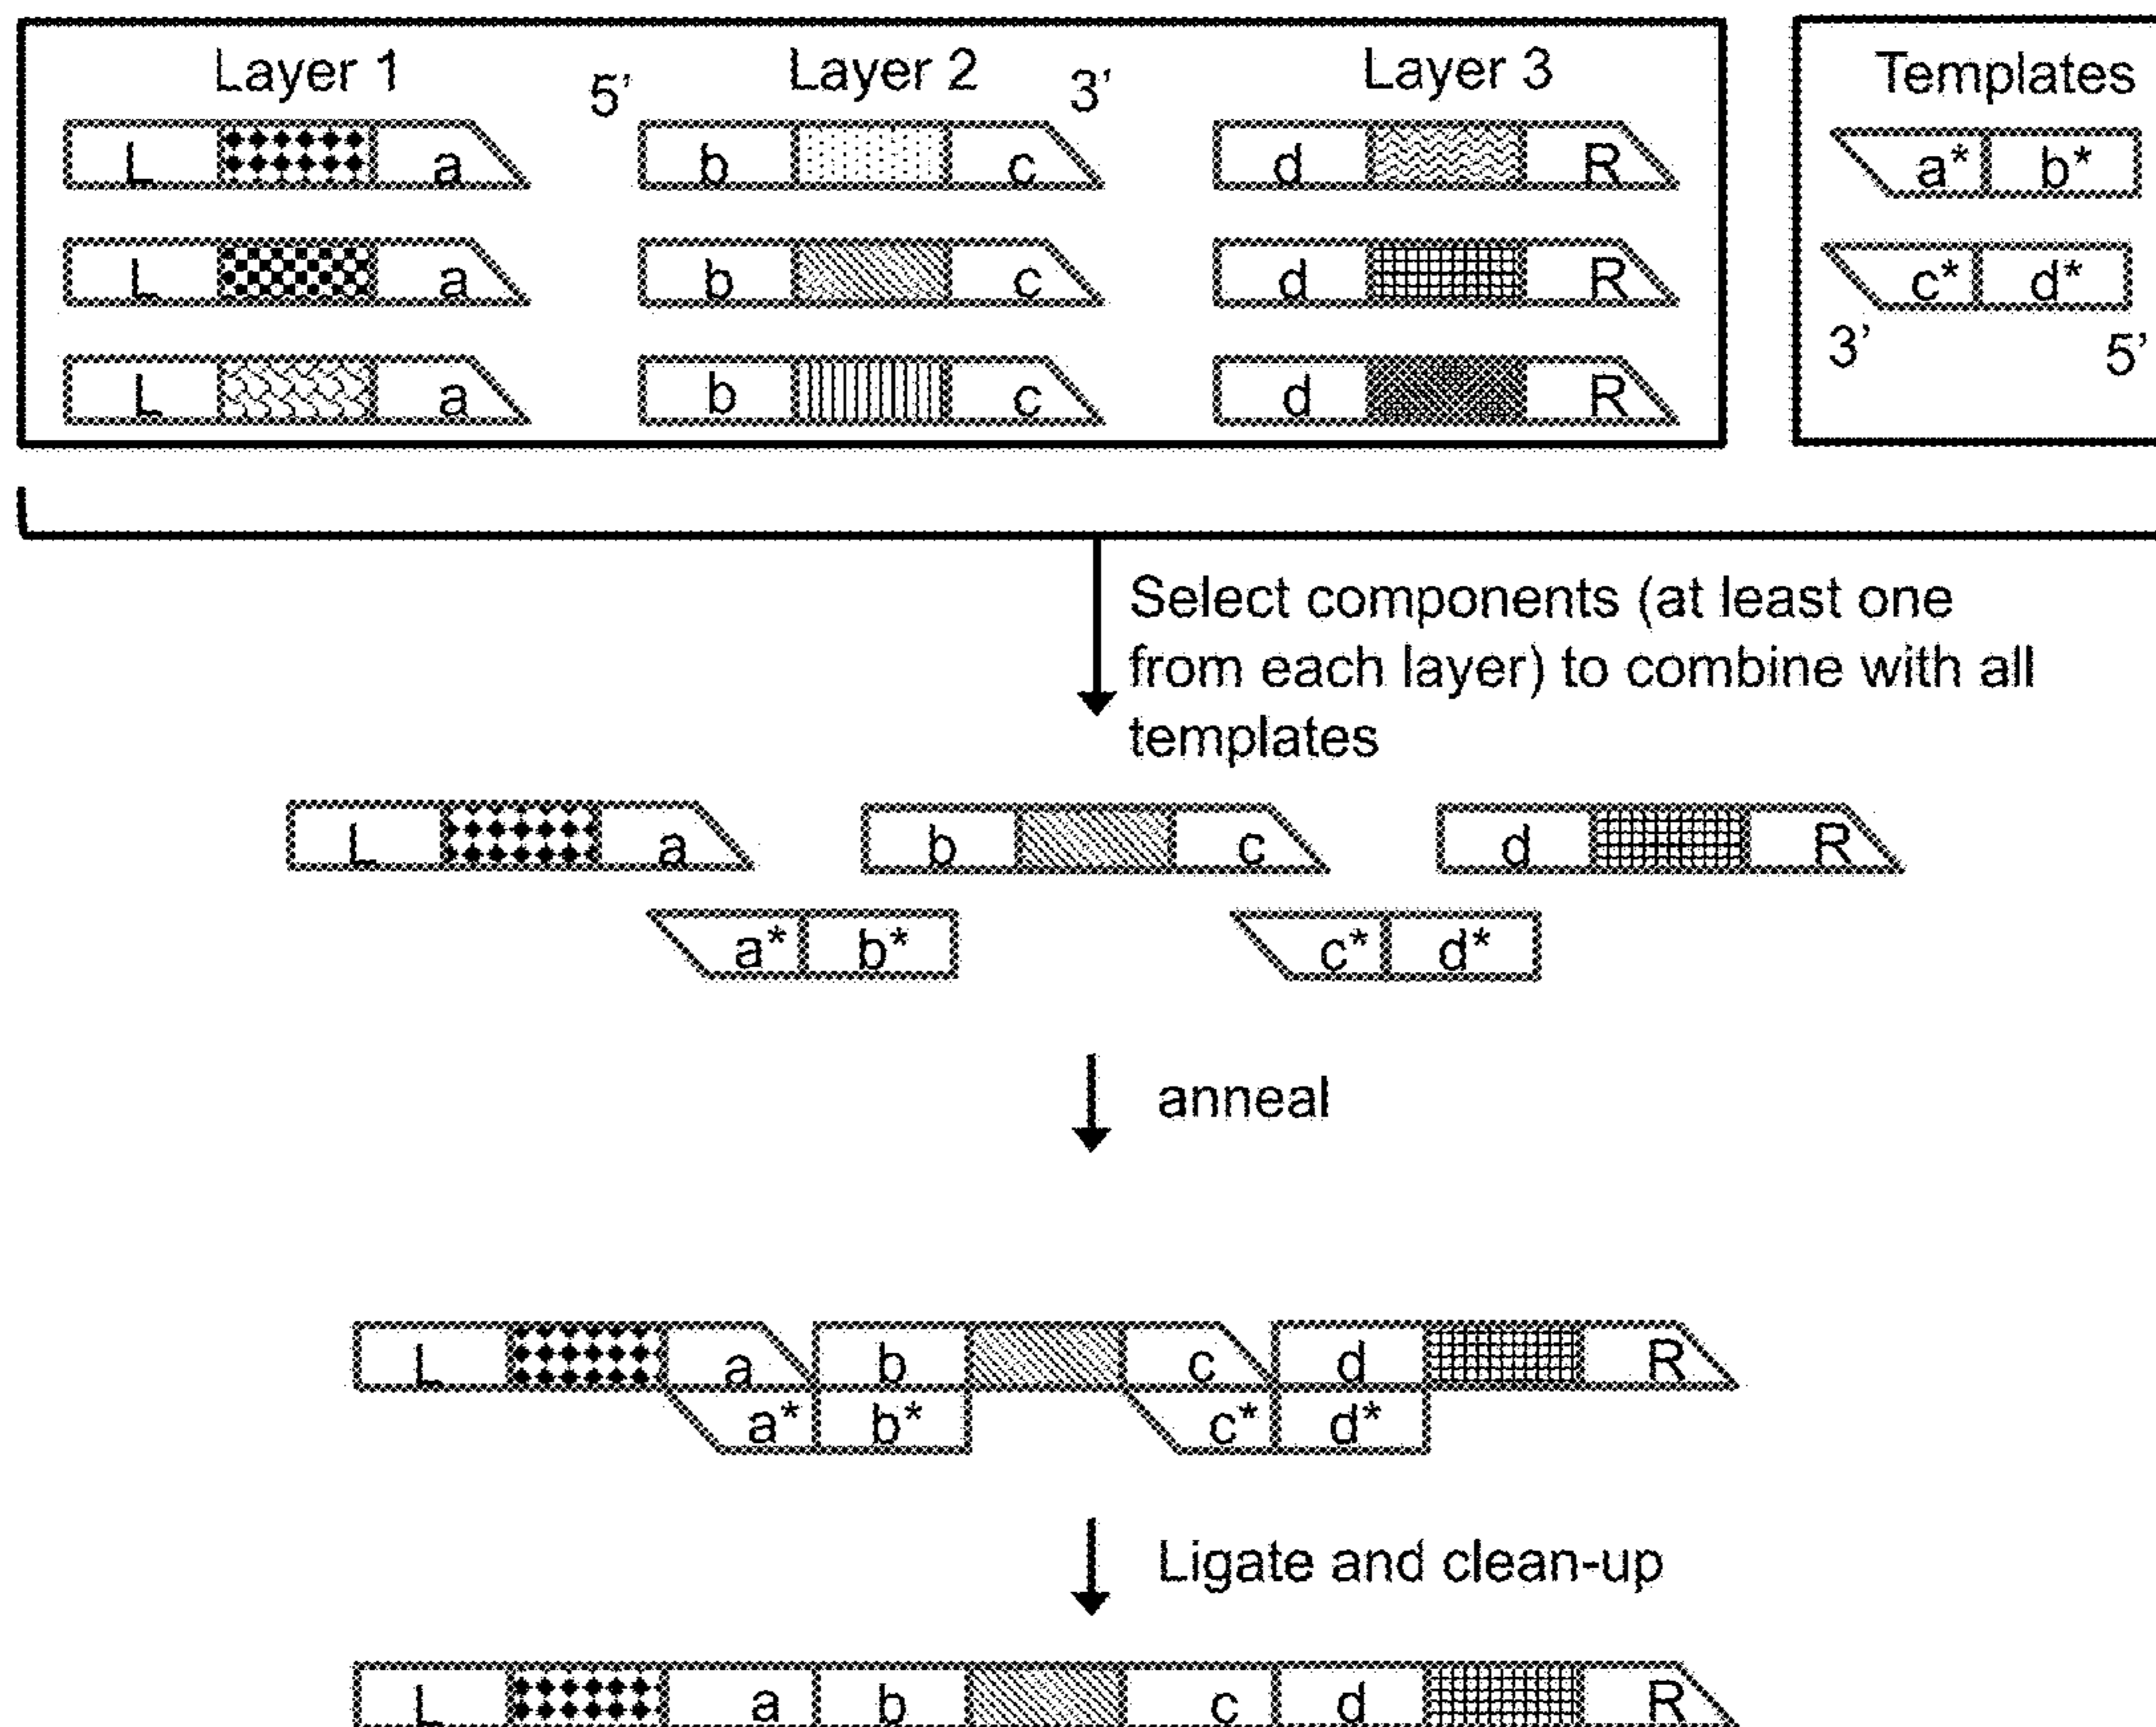 Layer 1 5' Layer 2 3' Layer 3 Templates
L a b c d R a* b*
L a b c d R c* d*
3' 5'
L a b c d R
Select components (at least one
from each layer) to combine with all
templates
L a b c d R
a* b* c* d*
anneal
L a b c d R
a* b* c* d*
Ligate and clean-up
L a b c d R